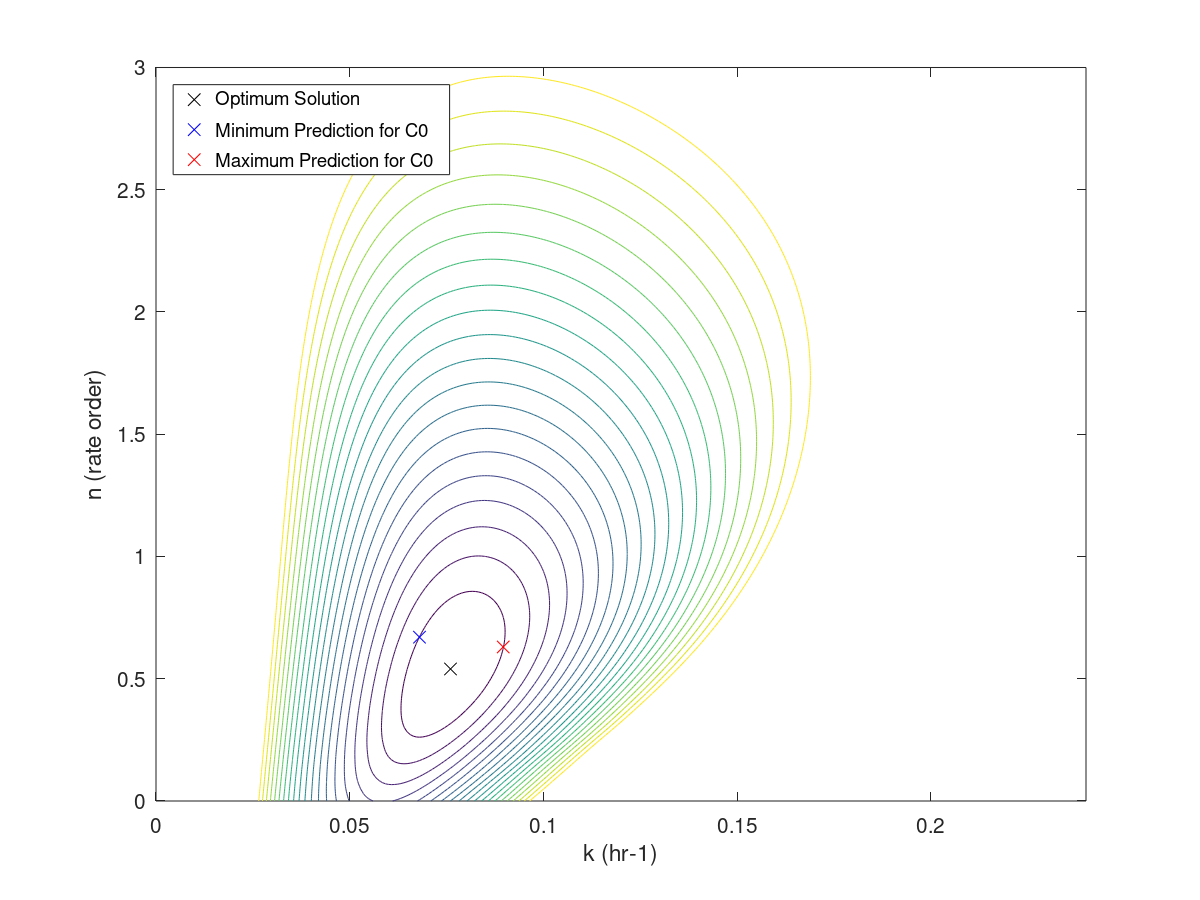 3
2.5
2
1.5
1
0.5
0
n (rate order)
Optimum Solution
Minimum Prediction for C0
Maximum Prediction for C0
0 0.05 0.1 0.15 0.2
k (hr-1)